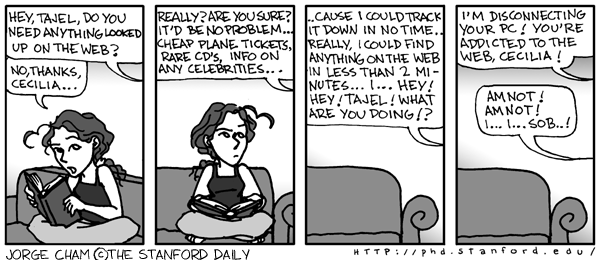 HEY, TAJEL, DO YOU
NEED ANYTHING LOOKED
UP ON THE WEB?
NO, THANKS,
CECILIA...
REALLY? ARE YOU SURE?
IT'D BE NO PROBLEM...
CHEAP PLANE TICKETS,
RARE CD'S, INFO ON
ANY CELEBRITIES...
..CAUSE I COULD TRACK
IT DOWN IN NO TIME..
REALLY, I COULD FIND
ANYTHING ON THE WEB
IN LESS THAN 2 MI-
NUTES... I... HEY!
HEY! TAJEL! WHAT
ARE YOU DOING!?
I'M DISCONNECTING
YOUR PC! YOU'RE
ADDICTED TO THE
WEB, CECILIA!
AM NOT!
AM NOT!
I... I... SOB..!
JORGE CHAM ©THE STANFORD DAILY
HTTP://phd.stanford.edu/